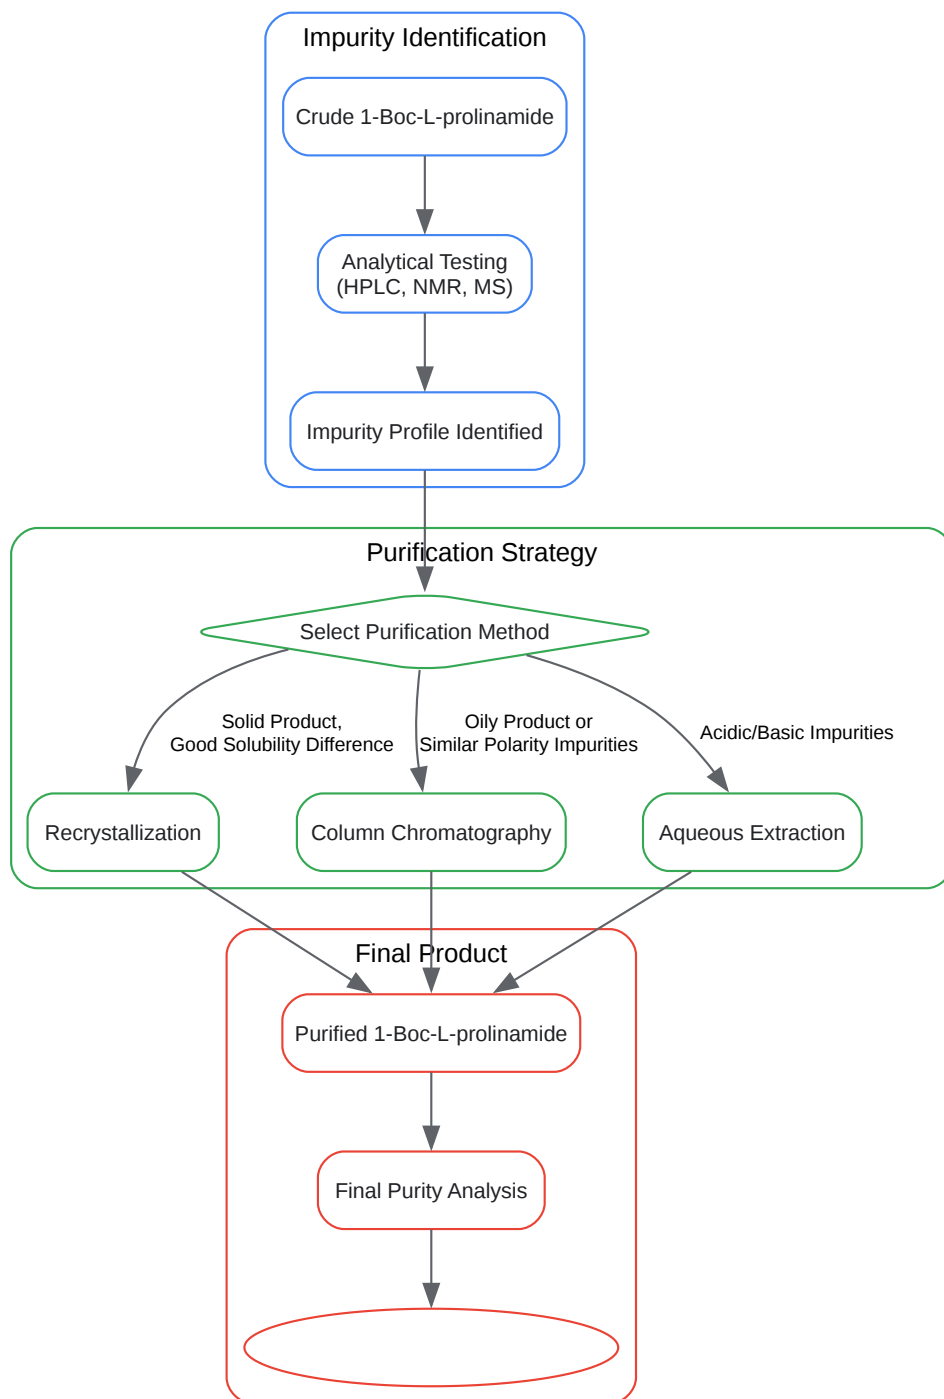 Impurity Identification
Crude 1-Boc-L-prolinamide
Analytical Testing
(HPLC, NMR, MS)
Impurity Profile Identified
Purification Strategy
Select Purification Method
Solid Product,
Good Solubility Difference
Oily Product or
Similar Polarity Impurities
Acidic/Basic Impurities
Recrystallization
Column Chromatography
Aqueous Extraction
Final Product
Purified 1-Boc-L-prolinamide
Final Purity Analysis